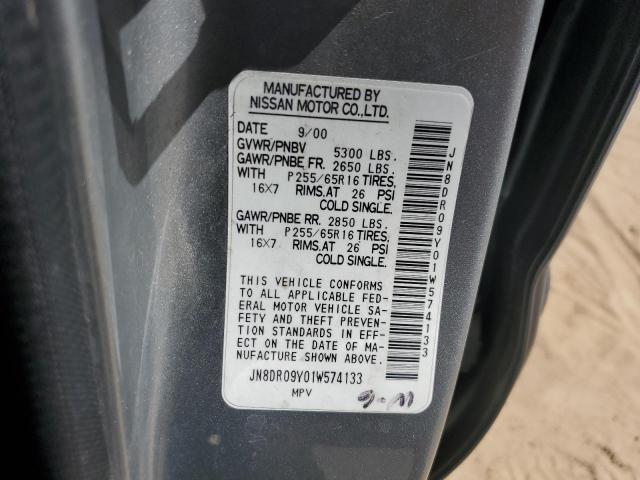 MANUFACTURED BY
NISSAN MOTOR CO.,LTD.
DATE 9/00
GVWR/PNBV 5300 LBS.
GAWR/PNBE FR. 2650 LBS.
WITH P255/65R16 TIRES,
16X7 RIMS.AT 26 PSI
COLD SINGLE.
GAWR/PNBE RR. 2850 LBS.
WITH P255/65R16 TIRES,
16X7 RIMS.AT 26 PSI
COLD SINGLE.
THIS VEHICLE CONFORMS
TO ALL APPLICABLE FED-
ERAL MOTOR VEHICLE SA-
FETY AND THEFT PREVEN-
TION STANDARDS IN EFF-
ECT ON THE DATE OF MA-
NUFACTURE SHOWN ABOVE.
JN8DR09Y01W574133
MPV
JN8DR09Y01W574133